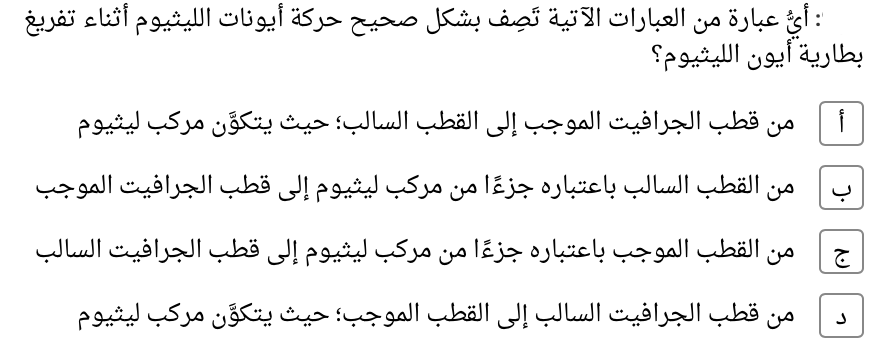 : أيُّ عبارة من العبارات الآتية تَصِف بشكل صحيح حركة أيونات الليثيوم أثناء تفريغ
بطارية أيون الليثيوم؟
أ من قطب الجرافيت الموجب إلى القطب السالب؛ حيث يتكوَّن مركب ليثيوم
ب من القطب السالب باعتباره جزءًا من مركب ليثيوم إلى قطب الجرافيت الموجب
ج من القطب الموجب باعتباره جزءًا من مركب ليثيوم إلى قطب الجرافيت السالب
د من قطب الجرافيت السالب إلى القطب الموجب؛ حيث يتكوَّن مركب ليثيوم